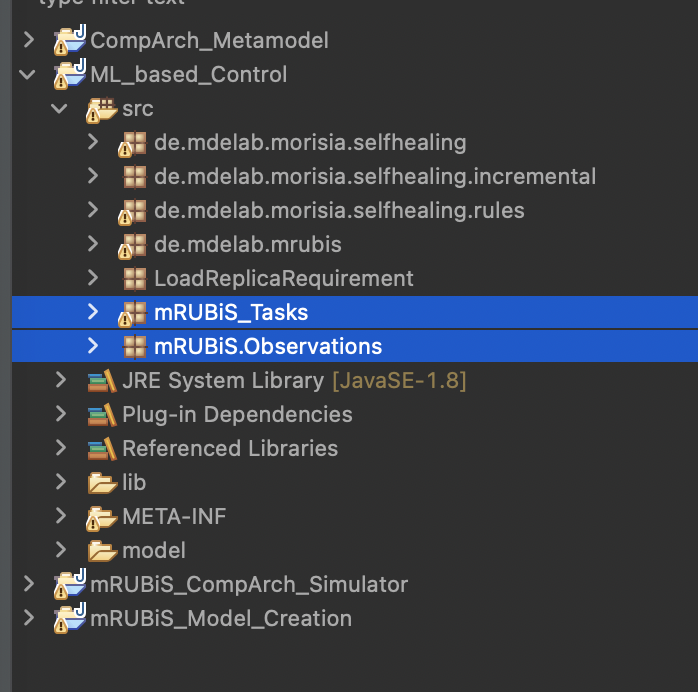 type filter text
CompArch_Metamodel
ML_based_Control
src
de.mdelab.morisia.selfhealing
de.mdelab.morisia.selfhealing.incremental
de.mdelab.morisia.selfhealing.rules
de.mdelab.mrubis
LoadReplicaRequirement
mRUBiS_Tasks
mRUBiS.Observations
JRE System Library [JavaSE-1.8]
Plug-in Dependencies
Referenced Libraries
lib
META-INF
model
mRUBiS_CompArch_Simulator
mRUBiS_Model_Creation